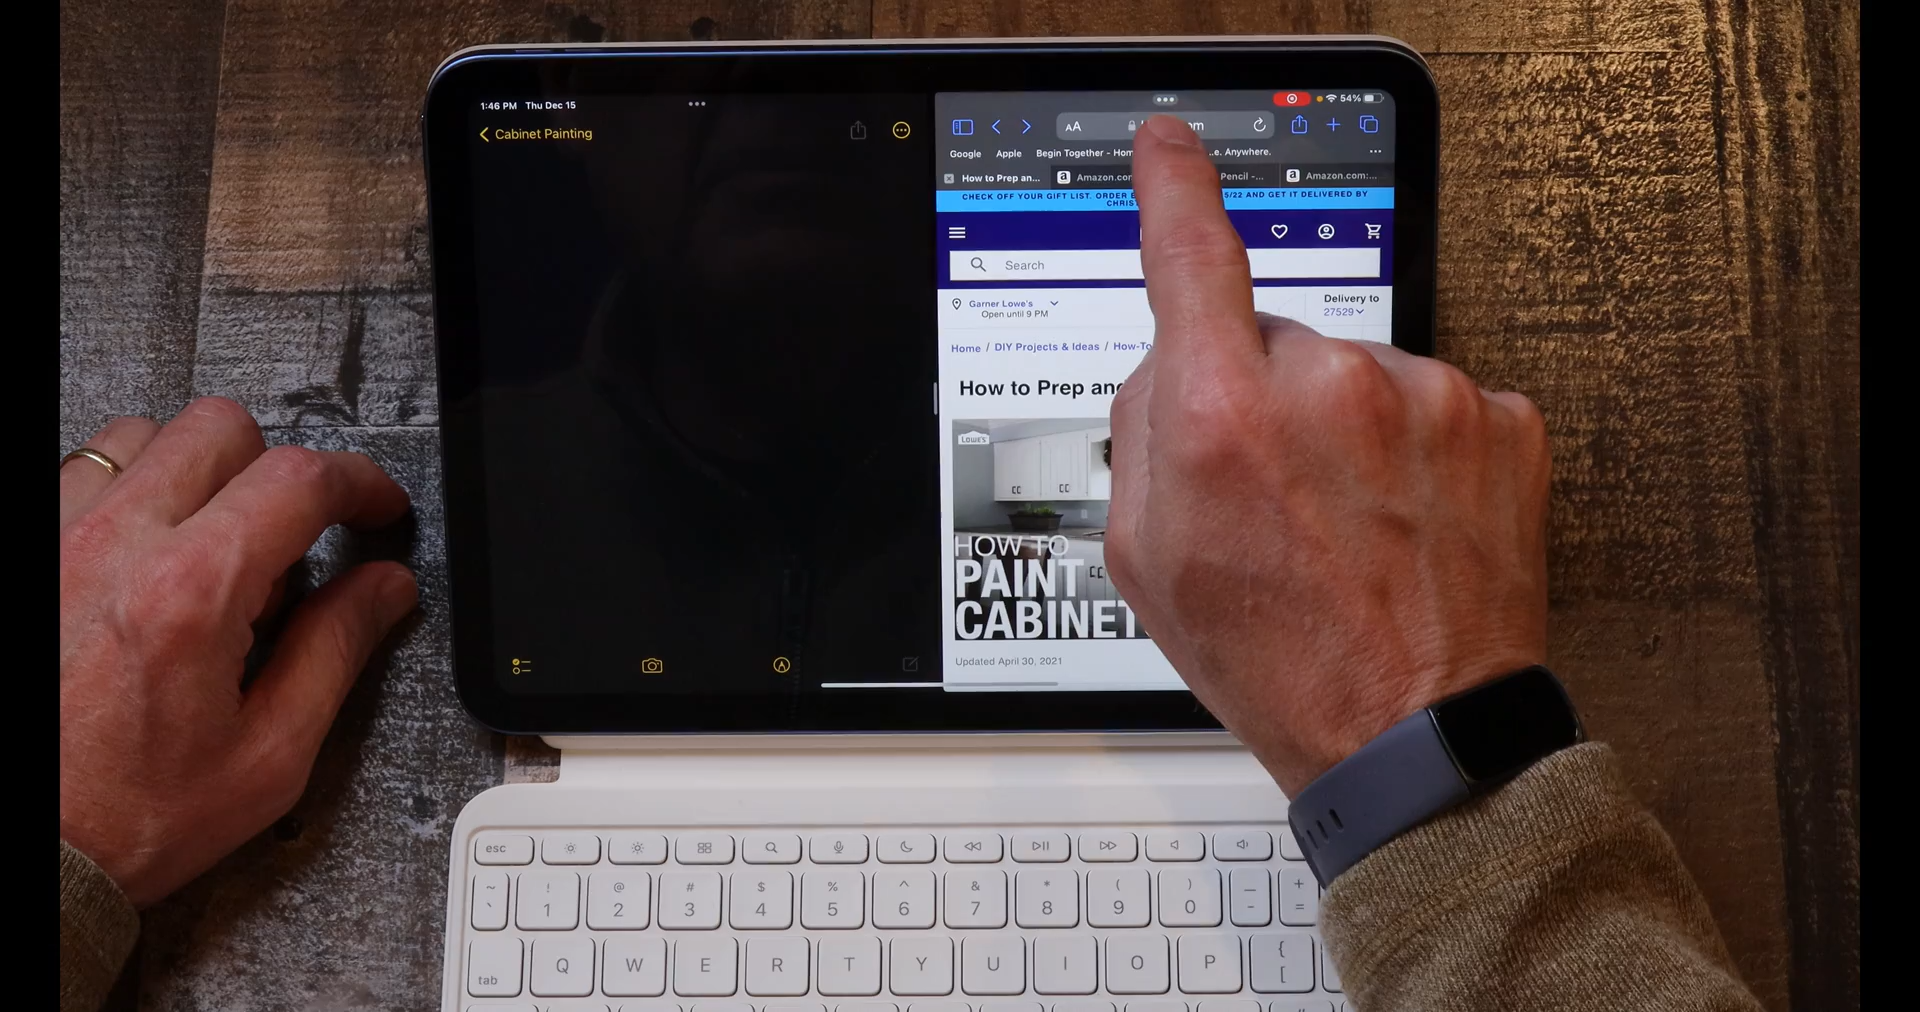 1:46 PM Thu Dec 15
54%
Cabinet Painting
AA
Google Apple Begin Together - Hom ..e. Anywhere.
How to Prep an... Amazon.com Pencil -... Amazon.com:...
CHECK OFF YOUR GIFT LIST. ORDER 5/22 AND GET IT DELIVERED BY
Search
Garner Lowe's
Open until 9 PM
Delivery to
27529
Home / DIY Projects & Ideas / How-To
How to Prep and
LOWE'S
HOW TO
PAINT
CABINET
Updated April 30, 2021
esc
~ ! @ # $ % ^ & * ( ) _ +
` 1 2 3 4 5 6 7 8 9 0 - =
tab Q W E R T Y U I O P { [